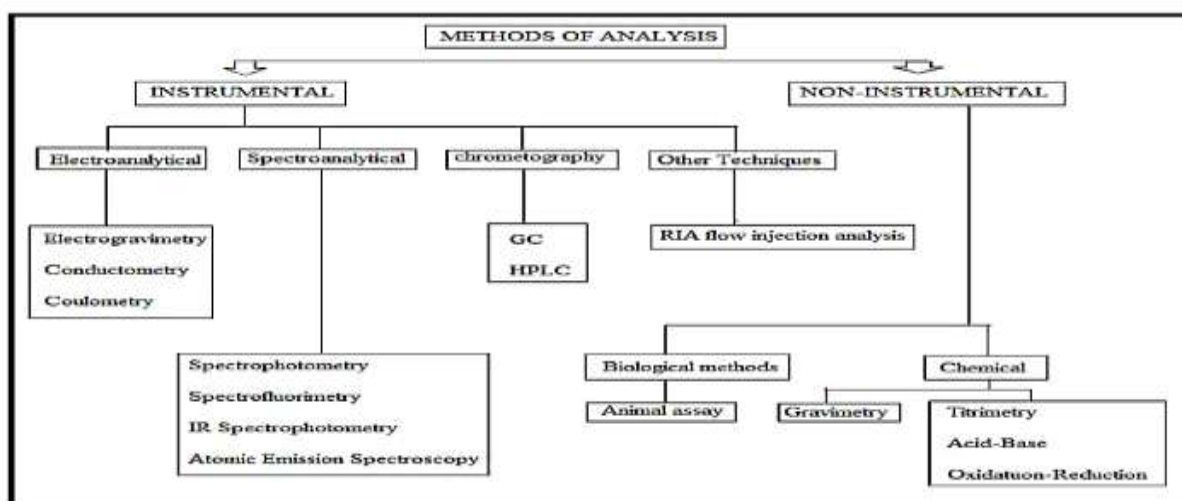 METHODS OF ANALYSIS
INSTRUMENTAL
NON-INSTRUMENTAL
Electroanalytical
Spectroanalytical
chrometography
Other Techniques
Electrogravimetry
Conductometry
Coulometry
GC
HPLC
RIA flow injection analysis
Spectrophotometry
Spectrofluorimetry
IR Spectrophotometry
Atomic Emission Spectroscopy
Biological methods
Chemical
Animal assay
Gravimetry
Titrimetry
Acid-Base
Oxidatuon-Reduction